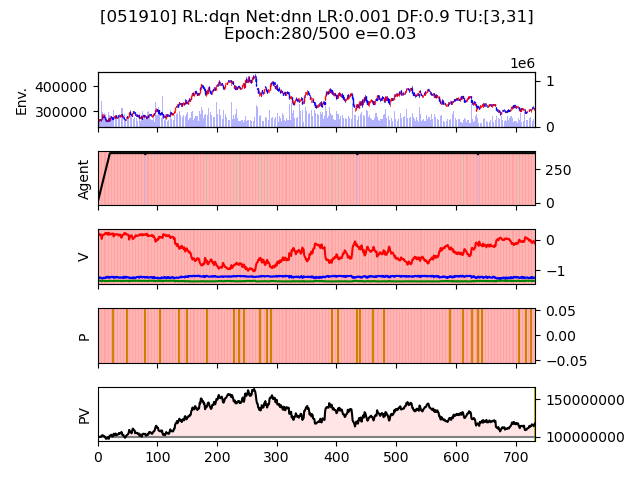 [051910] RL:dqn Net:dnn LR:0.001 DF:0.9 TU:[3,31]
Epoch:280/500 e=0.03
1e6
Env.
400000
300000
1
0
Agent
250
0
V
0
−1
P
0.05
0.00
−0.05
PV
150000000
100000000
0 100 200 300 400 500 600 700